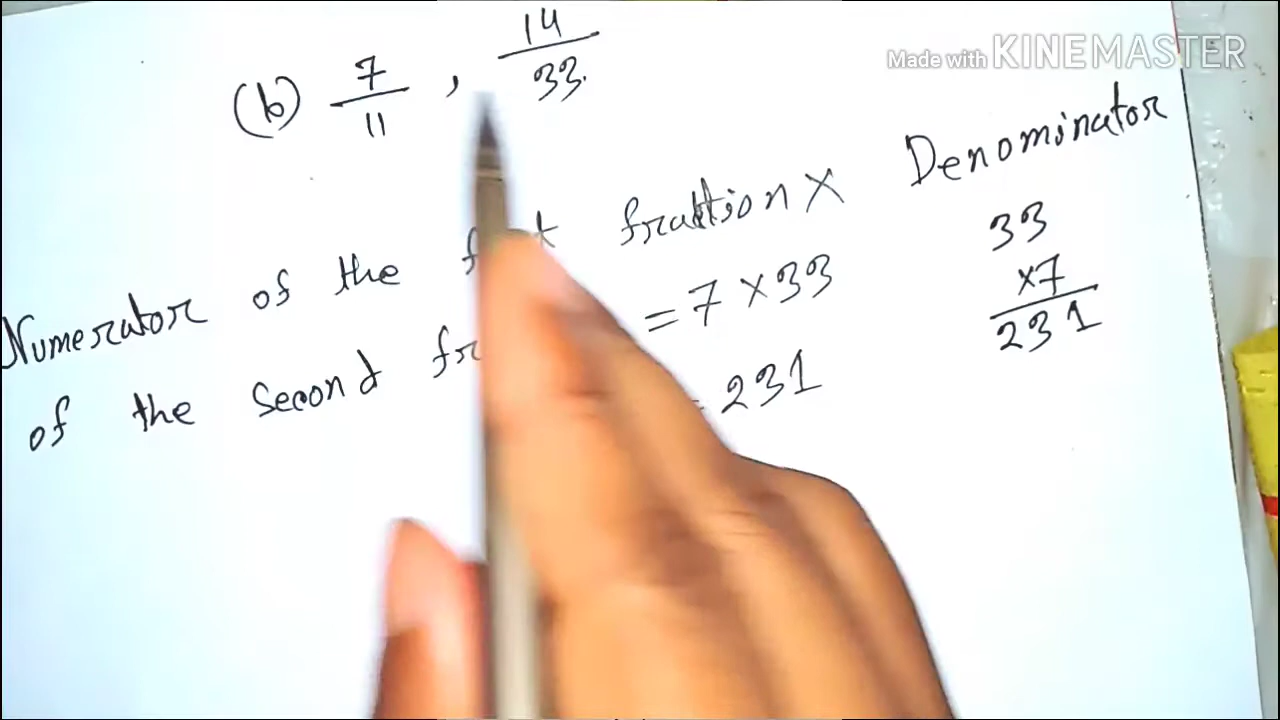 (b) 7/11 , 14/33
Made with KINEMASTER
Numerator of the fraction × Denominator
of the second = 7 × 33
= 231
33
×7
231